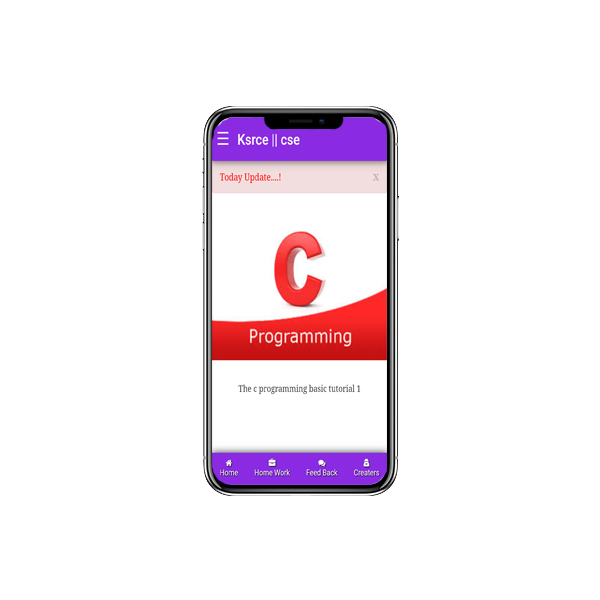 Ksrce || cse
Today Update....!
X
C
Programming
The c programming basic tutorial 1
Home Home Work Feed Back Creaters